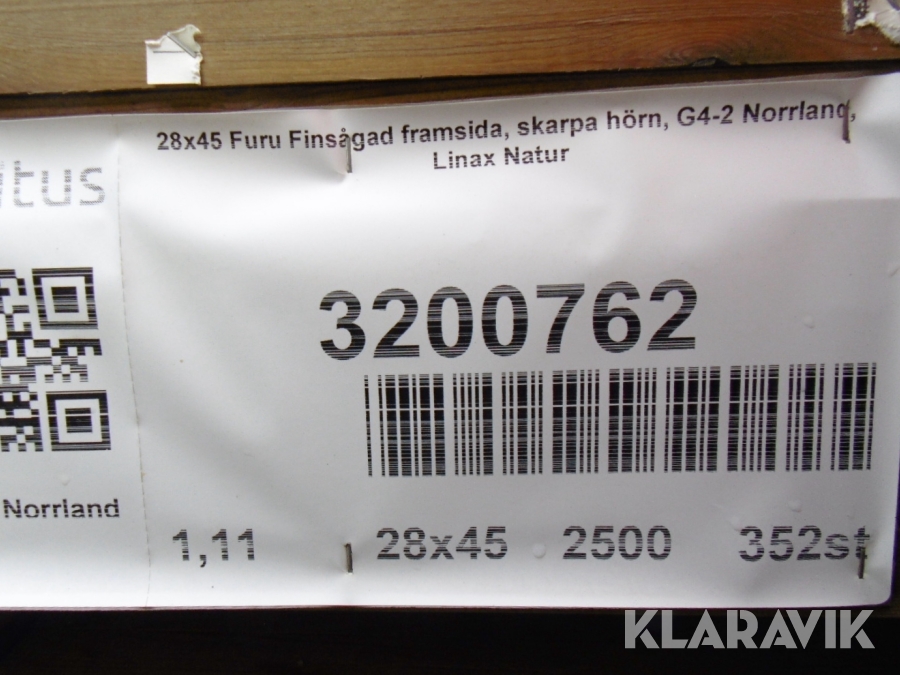 28x45 Furu Finsågad framsida, skarpa hörn, G4-2 Norrland,
Linax Natur
3200762
Norrland
1,11 28x45 2500 352st
KLARAVIK